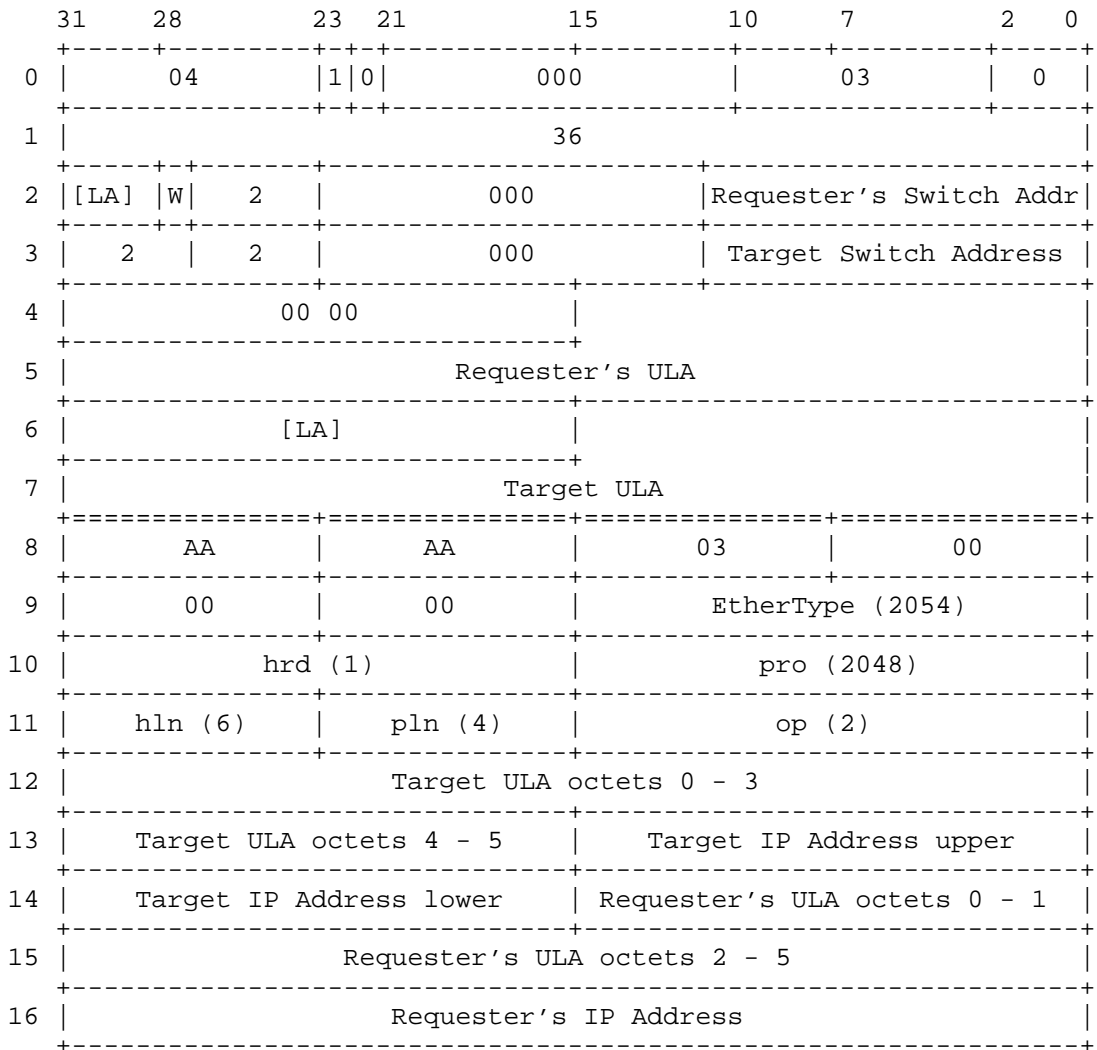 31 28 23 21 15 10 7 2 0
0 | 04 |1|0| 000 | 03 | 0 |
1 | 36 |
2 |[LA] |W| 2 | 000 |Requester's Switch Addr|
3 | 2 | 2 | 000 | Target Switch Address |
4 | 00 00 | |
5 | Requester's ULA |
6 | [LA] | |
7 | Target ULA |
8 | AA | AA | 03 | 00 |
9 | 00 | 00 | EtherType (2054) |
10 | hrd (1) | pro (2048) |
11 | hln (6) | pln (4) | op (2) |
12 | Target ULA octets 0 - 3 |
13 | Target ULA octets 4 - 5 | Target IP Address upper |
14 | Target IP Address lower | Requester's ULA octets 0 - 1 |
15 | Requester's ULA octets 2 - 5 |
16 | Requester's IP Address |